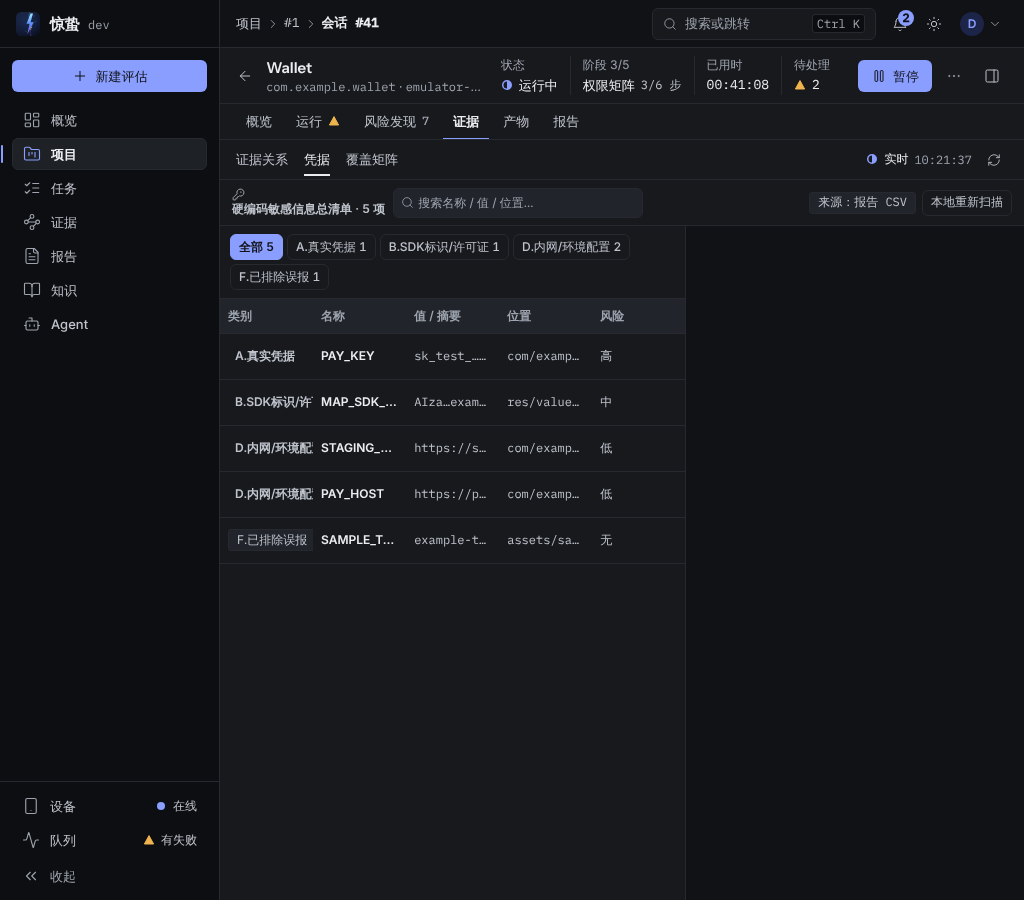 惊蛰 dev
项目 > #1 > 会话 #41
搜索或跳转 Ctrl K
2
D
新建评估
概览
项目
任务
证据
报告
知识
Agent
设备 在线
队列 有失败
收起
Wallet
com.example.wallet · emulator-…
状态
运行中
阶段 3/5
权限矩阵 3/6 步
已用时
00:41:08
待处理
2
暂停
概览 运行 风险发现 7 证据 产物 报告
证据关系 凭据 覆盖矩阵
实时 10:21:37
硬编码敏感信息总清单 · 5 项
搜索名称 / 值 / 位置…
来源：报告 CSV
本地重新扫描
全部 5 A.真实凭据 1 B.SDK标识/许可证 1 D.内网/环境配置 2
F.已排除误报 1
类别 名称 值 / 摘要 位置 风险
A.真实凭据 PAY_KEY sk_test_…… com/examp… 高
B.SDK标识/许 MAP_SDK_… AIza…exam… res/value… 中
D.内网/环境配 STAGING_… https://s… com/examp… 低
D.内网/环境配 PAY_HOST https://p… com/examp… 低
F.已排除误报 SAMPLE_T… example-t… assets/sa… 无